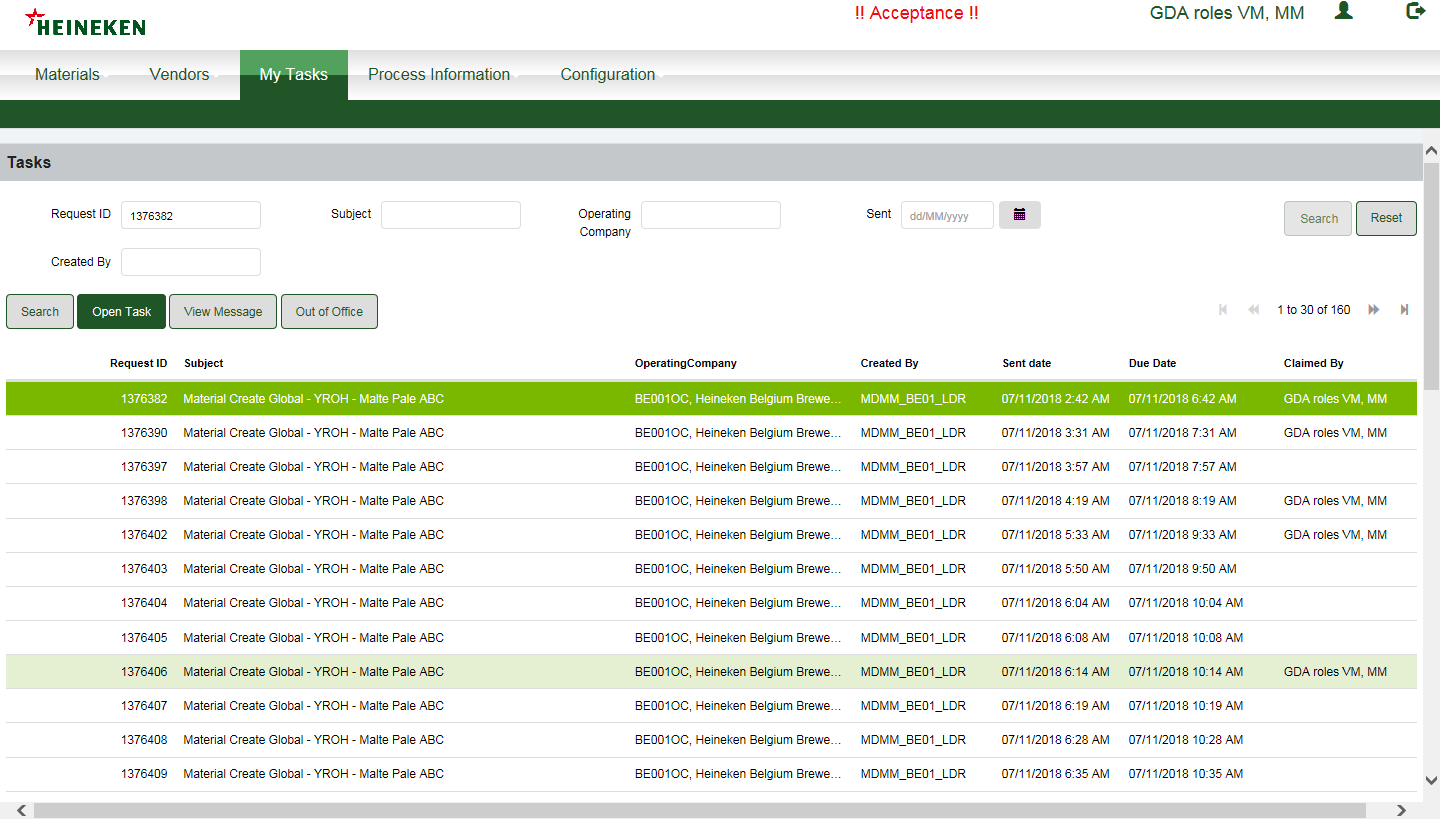 HEINEKEN !! Acceptance !! GDA roles VM, MM
Materials Vendors My Tasks Process Information Configuration
Tasks
Request ID 1376382 Subject Operating Company Sent dd/MM/yyyy Search Reset
Created By
Search Open Task View Message Out of Office 1 to 30 of 160
Request ID Subject OperatingCompany Created By Sent date Due Date Claimed By
1376382 Material Create Global - YROH - Malte Pale ABC BE001OC, Heineken Belgium Brewe... MDMM_BE01_LDR 07/11/2018 2:42 AM 07/11/2018 6:42 AM GDA roles VM, MM
1376390 Material Create Global - YROH - Malte Pale ABC BE001OC, Heineken Belgium Brewe... MDMM_BE01_LDR 07/11/2018 3:31 AM 07/11/2018 7:31 AM GDA roles VM, MM
1376397 Material Create Global - YROH - Malte Pale ABC BE001OC, Heineken Belgium Brewe... MDMM_BE01_LDR 07/11/2018 3:57 AM 07/11/2018 7:57 AM
1376398 Material Create Global - YROH - Malte Pale ABC BE001OC, Heineken Belgium Brewe... MDMM_BE01_LDR 07/11/2018 4:19 AM 07/11/2018 8:19 AM GDA roles VM, MM
1376402 Material Create Global - YROH - Malte Pale ABC BE001OC, Heineken Belgium Brewe... MDMM_BE01_LDR 07/11/2018 5:33 AM 07/11/2018 9:33 AM GDA roles VM, MM
1376403 Material Create Global - YROH - Malte Pale ABC BE001OC, Heineken Belgium Brewe... MDMM_BE01_LDR 07/11/2018 5:50 AM 07/11/2018 9:50 AM
1376404 Material Create Global - YROH - Malte Pale ABC BE001OC, Heineken Belgium Brewe... MDMM_BE01_LDR 07/11/2018 6:04 AM 07/11/2018 10:04 AM
1376405 Material Create Global - YROH - Malte Pale ABC BE001OC, Heineken Belgium Brewe... MDMM_BE01_LDR 07/11/2018 6:08 AM 07/11/2018 10:08 AM
1376406 Material Create Global - YROH - Malte Pale ABC BE001OC, Heineken Belgium Brewe... MDMM_BE01_LDR 07/11/2018 6:14 AM 07/11/2018 10:14 AM GDA roles VM, MM
1376407 Material Create Global - YROH - Malte Pale ABC BE001OC, Heineken Belgium Brewe... MDMM_BE01_LDR 07/11/2018 6:19 AM 07/11/2018 10:19 AM
1376408 Material Create Global - YROH - Malte Pale ABC BE001OC, Heineken Belgium Brewe... MDMM_BE01_LDR 07/11/2018 6:28 AM 07/11/2018 10:28 AM
1376409 Material Create Global - YROH - Malte Pale ABC BE001OC, Heineken Belgium Brewe... MDMM_BE01_LDR 07/11/2018 6:35 AM 07/11/2018 10:35 AM